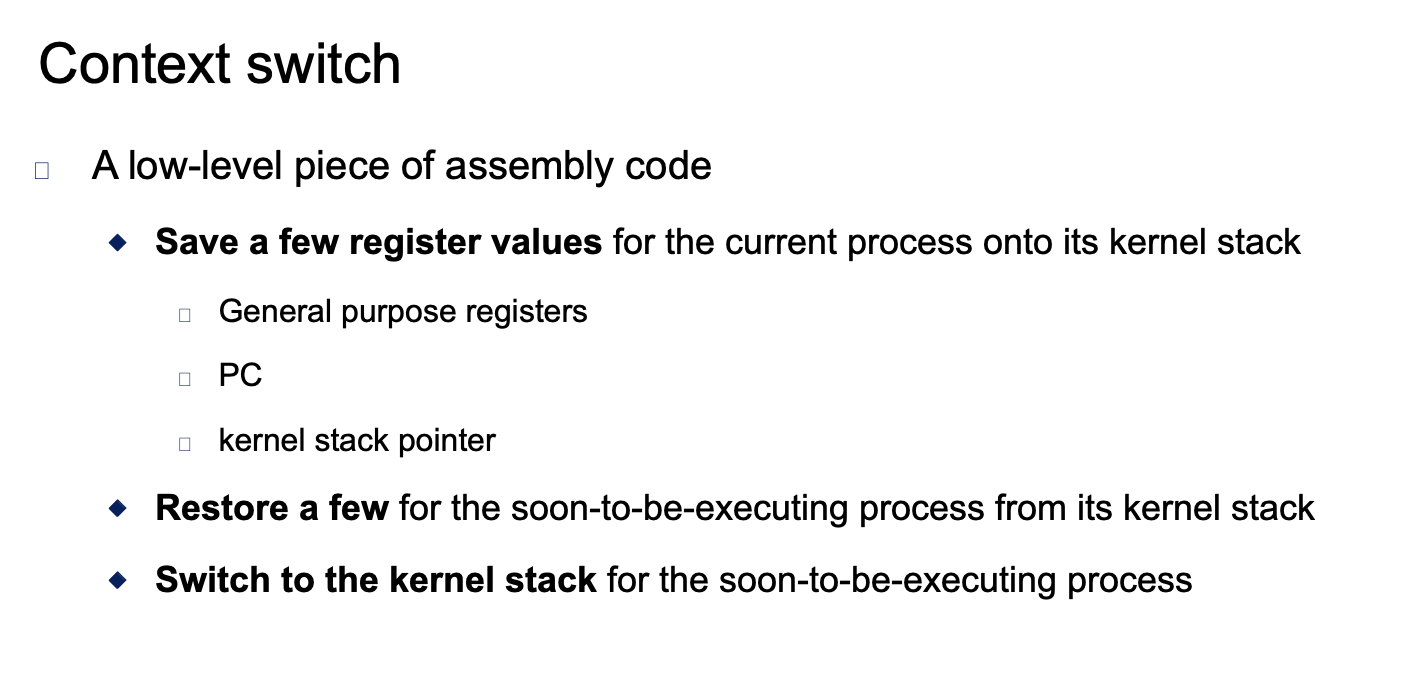 Context switch
A low-level piece of assembly code
Save a few register values for the current process onto its kernel stack
General purpose registers
PC
kernel stack pointer
Restore a few for the soon-to-be-executing process from its kernel stack
Switch to the kernel stack for the soon-to-be-executing process